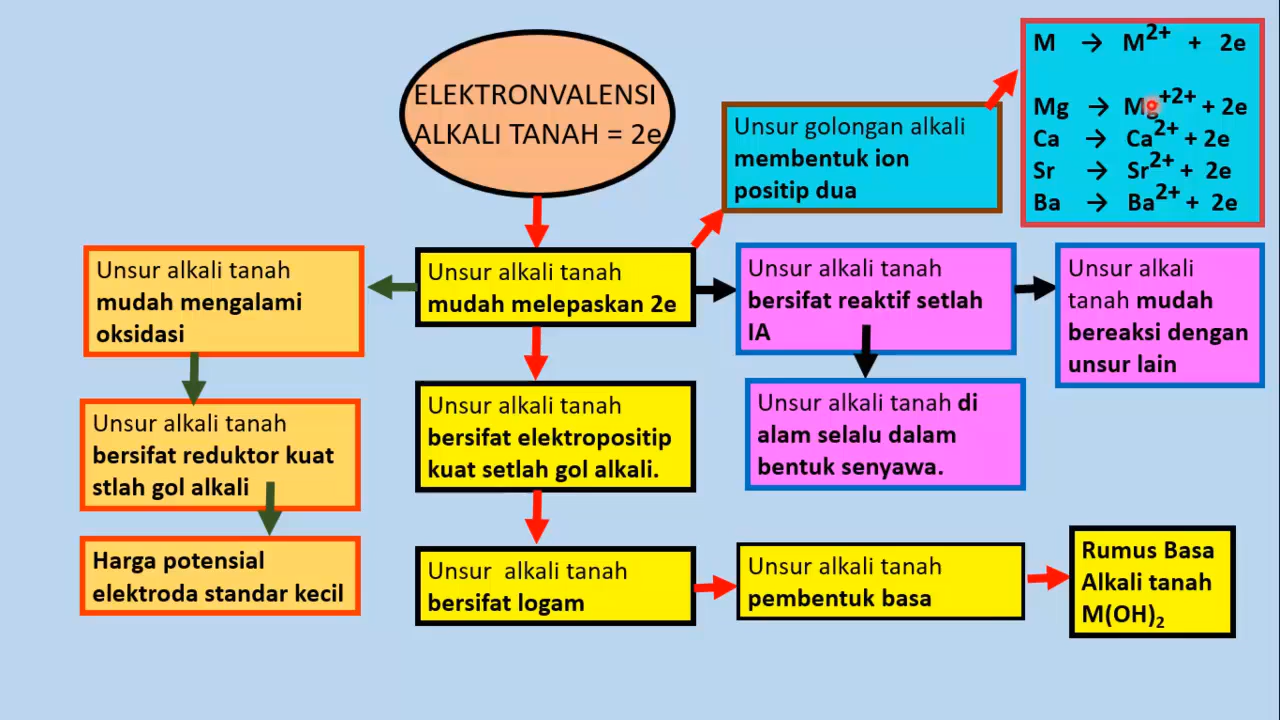 ELEKTRONVALENSI
ALKALI TANAH = 2e
Unsur golongan alkali
membentuk ion
positip dua
M → M²⁺ + 2e
Mg → Mg⁺²⁺ + 2e
Ca → Ca²⁺ + 2e
Sr → Sr²⁺ + 2e
Ba → Ba²⁺ + 2e
Unsur alkali tanah
mudah mengalami
oksidasi
Unsur alkali tanah
mudah melepaskan 2e
Unsur alkali tanah
bersifat reaktif setlah
IA
Unsur alkali
tanah mudah
bereaksi dengan
unsur lain
Unsur alkali tanah
bersifat reduktor kuat
stlah gol alkali
Unsur alkali tanah
bersifat elektropositip
kuat setlah gol alkali.
Unsur alkali tanah di
alam selalu dalam
bentuk senyawa.
Harga potensial
elektroda standar kecil
Unsur alkali tanah
bersifat logam
Unsur alkali tanah
pembentuk basa
Rumus Basa
Alkali tanah
M(OH)₂